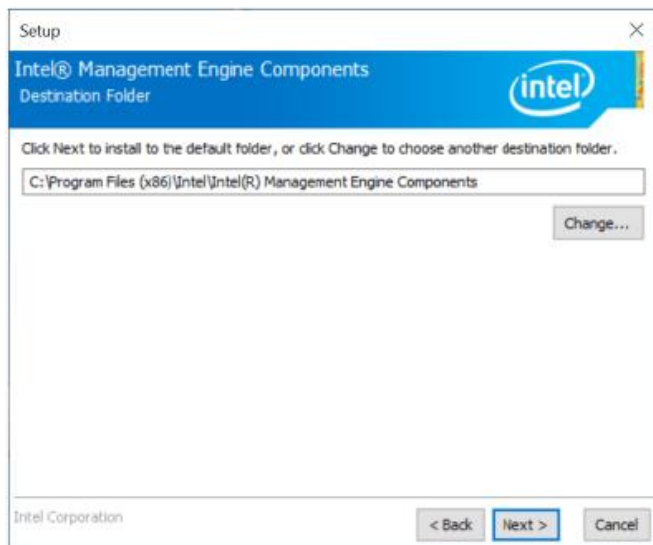 Setup
Intel® Management Engine Components
Destination Folder
intel
Click Next to install to the default folder, or click Change to choose another destination folder.
C:\Program Files (x86)\Intel\Intel(R) Management Engine Components
Change...
Intel Corporation
< Back Next > Cancel